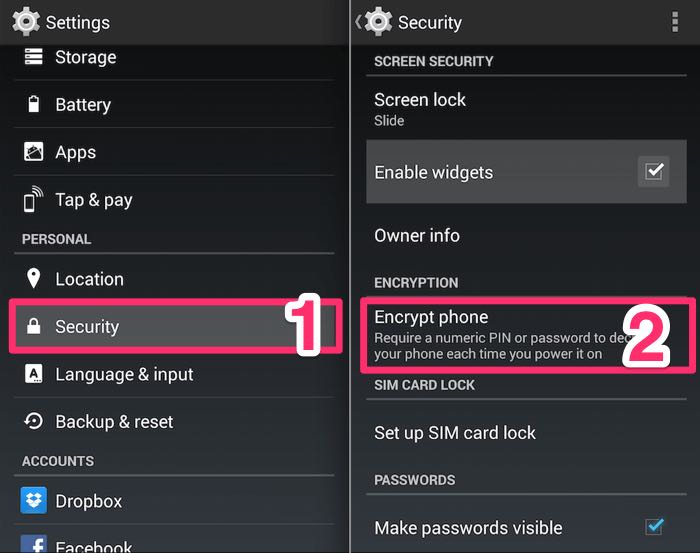 Settings
Storage
Battery
Apps
Tap & pay
PERSONAL
Location
Security
1
Language & input
Backup & reset
ACCOUNTS
Dropbox
Facebook
Security
SCREEN SECURITY
Screen lock
Slide
Enable widgets
Owner info
ENCRYPTION
Encrypt phone
Require a numeric PIN or password to
your phone each time you power it on
2
SIM CARD LOCK
Set up SIM card lock
PASSWORDS
Make passwords visible